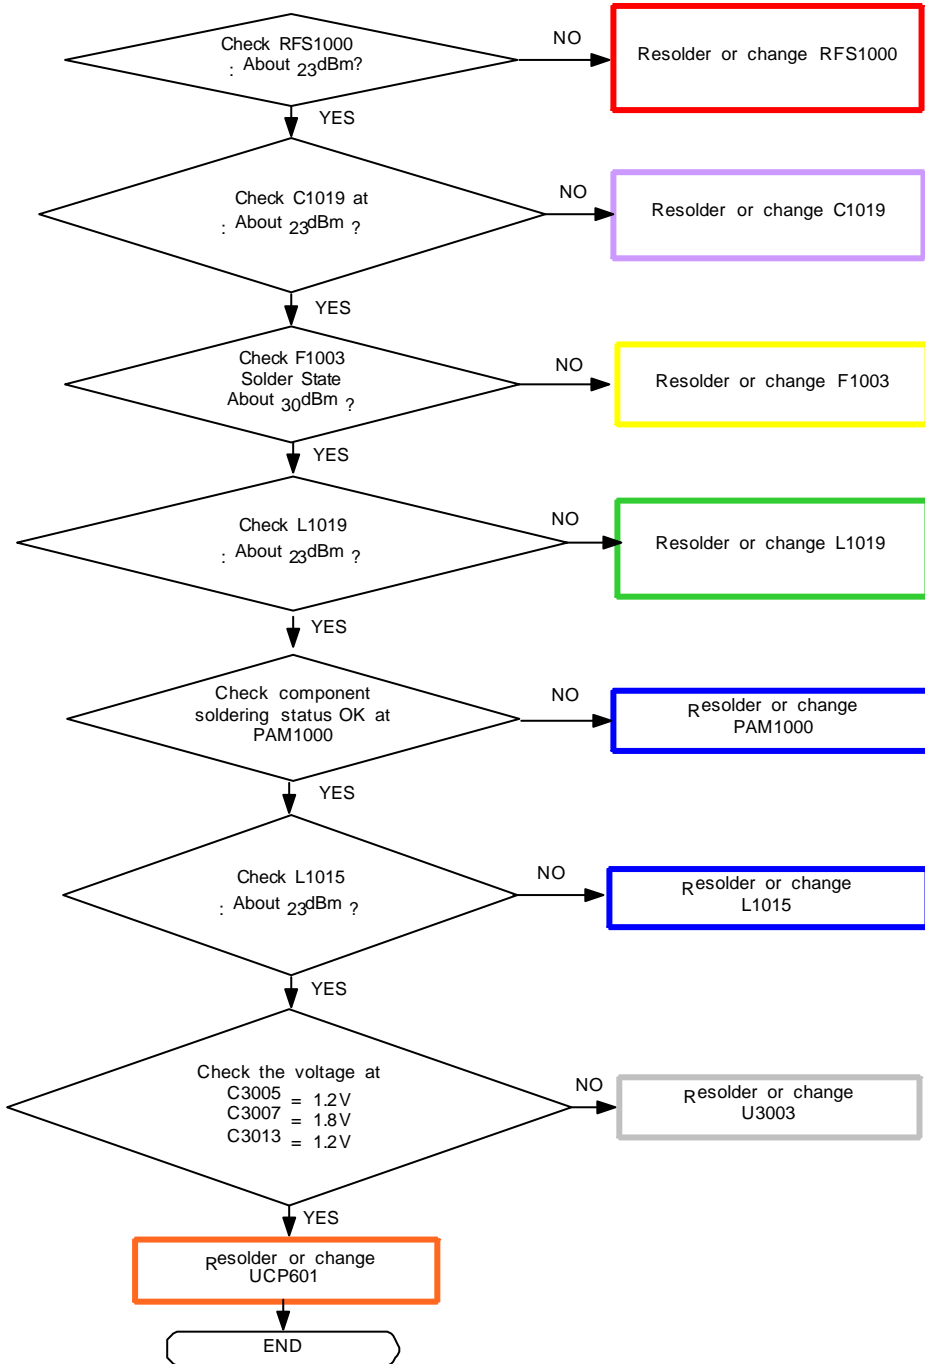 Check RFS1000
: About 23dBm?
NO
Resolder or change RFS1000
YES
Check C1019 at
: About 23dBm ?
NO
Resolder or change C1019
YES
Check F1003
Solder State
About 30dBm ?
NO
Resolder or change F1003
YES
Check L1019
: About 23dBm ?
NO
Resolder or change L1019
YES
Check component
soldering status OK at
PAM1000
NO
Resolder or change
PAM1000
YES
Check L1015
: About 23dBm ?
NO
Resolder or change
L1015
YES
Check the voltage at
C3005 = 1.2V
C3007 = 1.8V
C3013 = 1.2V
NO
Resolder or change
U3003
YES
Resolder or change
UCP601
END